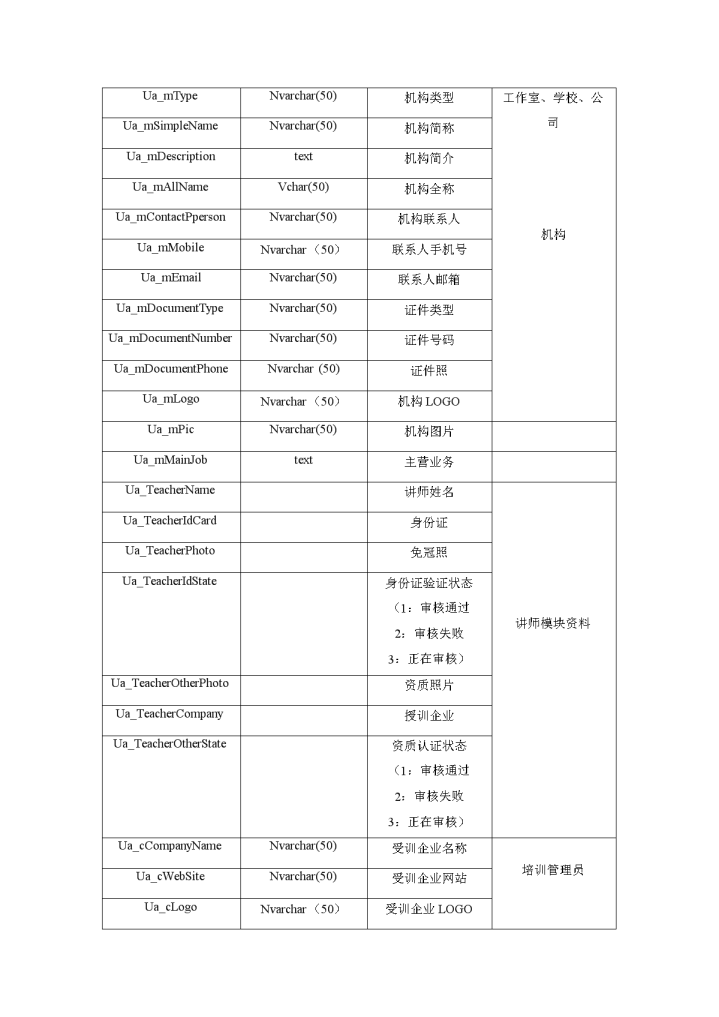 Ua_mType Nvarchar(50) 机构类型 工作室、学校、公
司
Ua_mSimpleName Nvarchar(50) 机构简称
Ua_mDescription text 机构简介
Ua_mAllName Vchar(50) 机构全称
Ua_mContactPperson Nvarchar(50) 机构联系人
机构
Ua_mMobile Nvarchar（50） 联系人手机号
Ua_mEmail Nvarchar(50) 联系人邮箱
Ua_mDocumentType Nvarchar(50) 证件类型
Ua_mDocumentNumber Nvarchar(50) 证件号码
Ua_mDocumentPhone Nvarchar (50) 证件照
Ua_mLogo Nvarchar（50） 机构 LOGO
Ua_mPic Nvarchar(50) 机构图片
Ua_mMainJob text 主营业务
Ua_TeacherName 讲师姓名
Ua_TeacherIdCard 身份证
Ua_TeacherPhoto 免冠照
Ua_TeacherIdState 身份证验证状态
（1：审核通过
讲师模块资料
2：审核失败
3：正在审核）
Ua_TeacherOtherPhoto 资质照片
Ua_TeacherCompany 授训企业
Ua_TeacherOtherState 资质认证状态
（1：审核通过
2：审核失败
3：正在审核）
Ua_cCompanyName Nvarchar(50) 受训企业名称
培训管理员
Ua_cWebSite Nvarchar(50) 受训企业网站
Ua_cLogo Nvarchar（50） 受训企业 LOGO